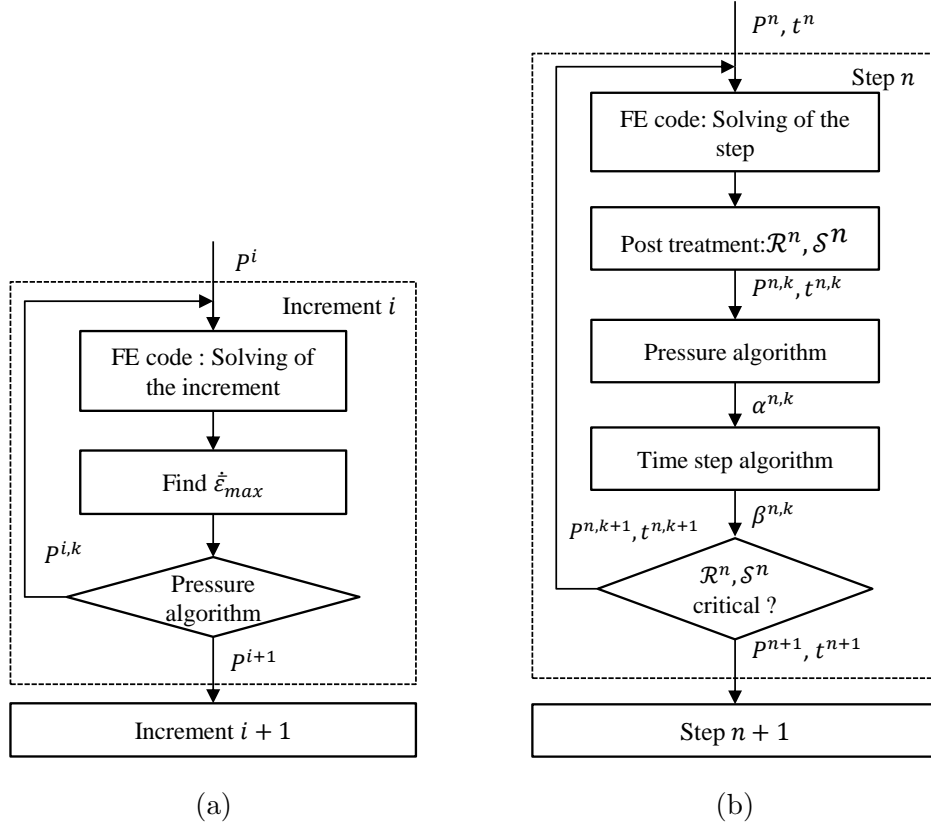 P^i
Increment i
FE code : Solving of
the increment
Find ε̇_max
P^{i,k}
Pressure
algorithm
P^{i+1}
Increment i + 1
(a)
P^n, t^n
Step n
FE code: Solving of the
step
Post treatment:ℛ^n, 𝒮^n
P^{n,k}, t^{n,k}
Pressure algorithm
α^{n,k}
Time step algorithm
β^{n,k}
P^{n,k+1}, t^{n,k+1}
ℛ^n, 𝒮^n
critical ?
P^{n+1}, t^{n+1}
Step n + 1
(b)